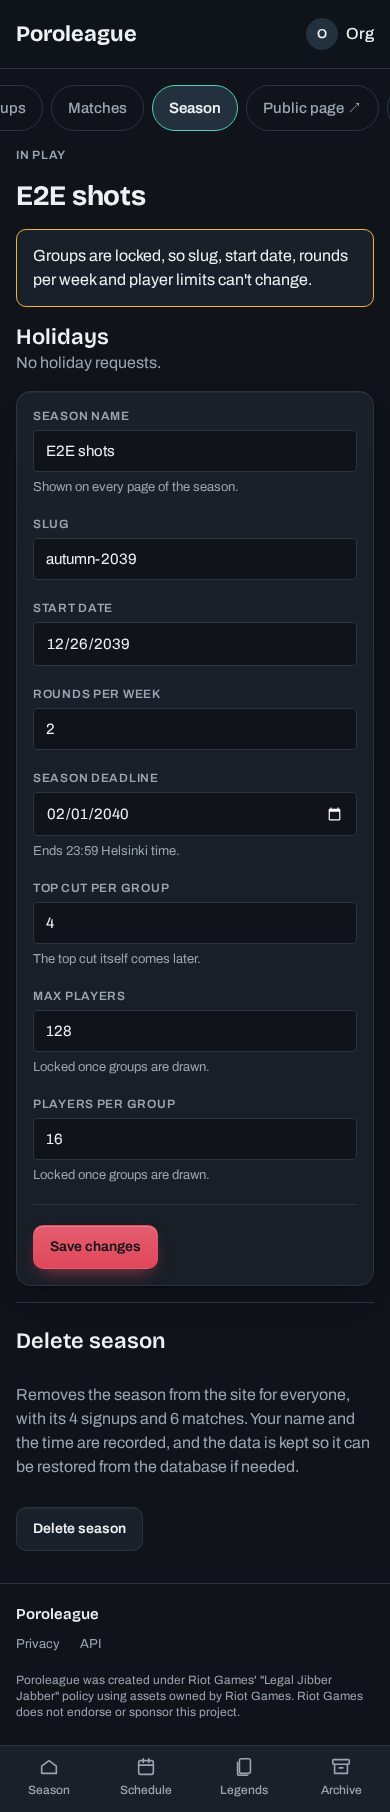 Poroleague
O Org
ups Matches Season Public page ↗
IN PLAY
E2E shots
Groups are locked, so slug, start date, rounds
per week and player limits can't change.
Holidays
No holiday requests.
SEASON NAME
E2E shots
Shown on every page of the season.
SLUG
autumn-2039
START DATE
12/26/2039
ROUNDS PER WEEK
2
SEASON DEADLINE
02/01/2040
Ends 23:59 Helsinki time.
TOP CUT PER GROUP
4
The top cut itself comes later.
MAX PLAYERS
128
Locked once groups are drawn.
PLAYERS PER GROUP
16
Locked once groups are drawn.
Save changes
Delete season
Removes the season from the site for everyone,
with its 4 signups and 6 matches. Your name and
the time are recorded, and the data is kept so it can
be restored from the database if needed.
Delete season
Poroleague
Privacy API
Poroleague was created under Riot Games' "Legal Jibber
Jabber" policy using assets owned by Riot Games. Riot Games
does not endorse or sponsor this project.
Season Schedule Legends Archive